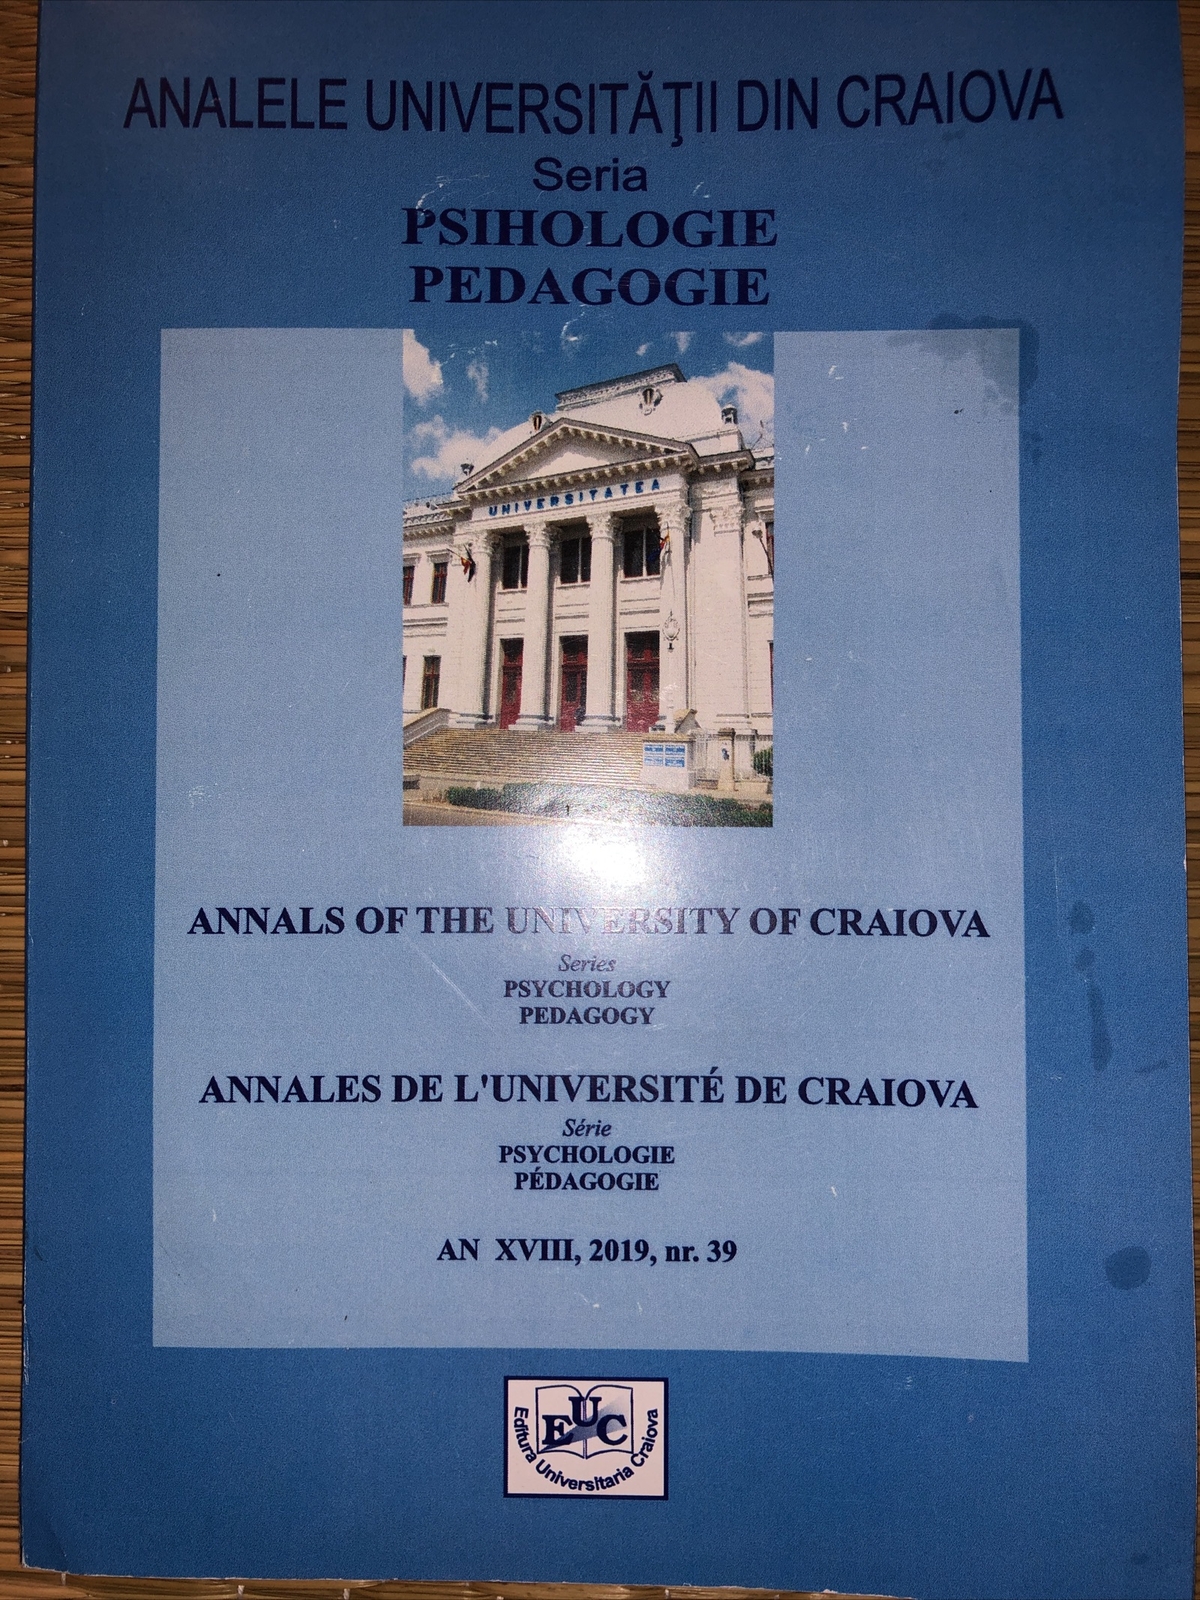 ANALELE UNIVERSITĂŢII DIN CRAIOVA
Seria
PSIHOLOGIE
PEDAGOGIE
UNIVERSITATEA
1
ANNALS OF THE UNIVERSITY OF CRAIOVA
Series
PSYCHOLOGY
PEDAGOGY
ANNALES DE L'UNIVERSITÉ DE CRAIOVA
Série
PSYCHOLOGIE
PÉDAGOGIE
AN XVIII, 2019, nr. 39
EUC
Editura Universitaria Craiova